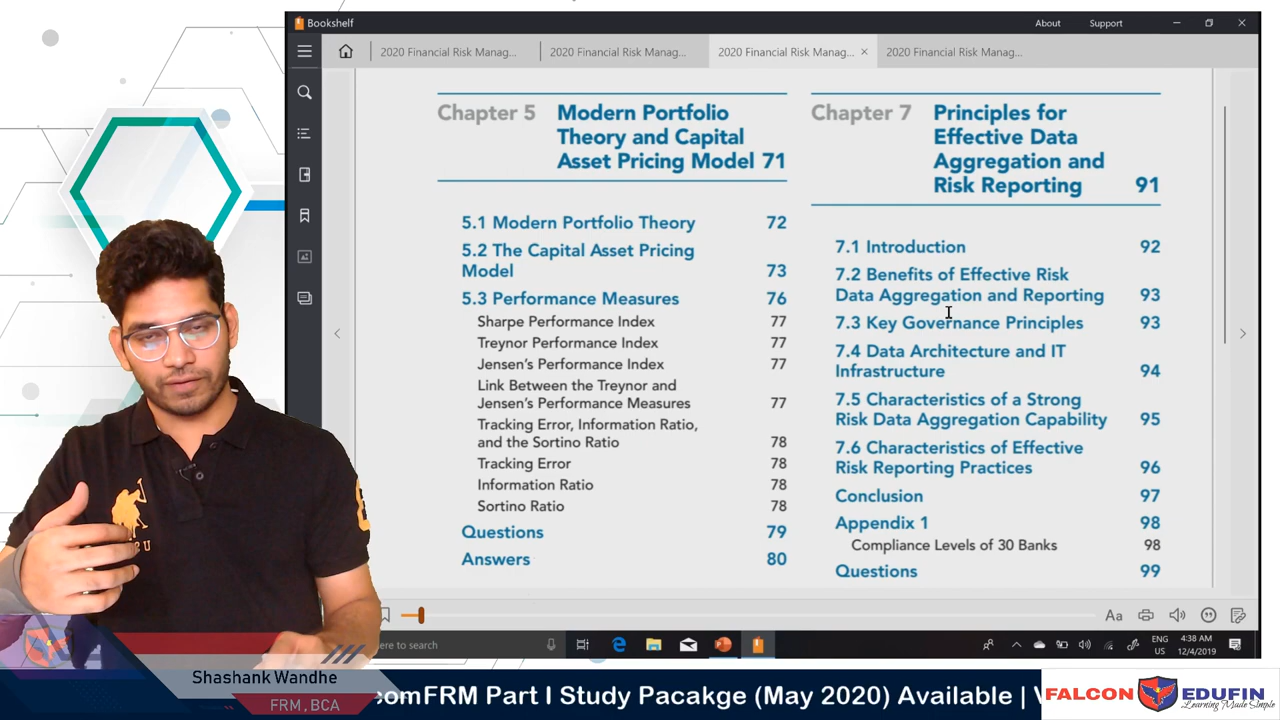 Bookshelf
About
Support
2020 Financial Risk Manag...
2020 Financial Risk Manag...
2020 Financial Risk Manag...
2020 Financial Risk Manag...
Chapter 5 Modern Portfolio
Theory and Capital
Asset Pricing Model 71
5.1 Modern Portfolio Theory 72
5.2 The Capital Asset Pricing
Model 73
5.3 Performance Measures 76
Sharpe Performance Index 77
Treynor Performance Index 77
Jensen's Performance Index 77
Link Between the Treynor and
Jensen's Performance Measures 77
Tracking Error, Information Ratio,
and the Sortino Ratio 78
Tracking Error 78
Information Ratio 78
Sortino Ratio 78
Questions 79
Answers 80
Chapter 7 Principles for
Effective Data
Aggregation and
Risk Reporting 91
7.1 Introduction 92
7.2 Benefits of Effective Risk
Data Aggregation and Reporting 93
7.3 Key Governance Principles 93
7.4 Data Architecture and IT
Infrastructure 94
7.5 Characteristics of a Strong
Risk Data Aggregation Capability 95
7.6 Characteristics of Effective
Risk Reporting Practices 96
Conclusion 97
Appendix 1 98
Compliance Levels of 30 Banks 98
Questions 99
Aa
ere to search
ENG
US
4:38 AM
12/4/2019
Shashank Wandhe
FRM, BCA
comFRM Part I Study Pacakge (May 2020) Available |
FALCON EDUFIN
Learning Made Simple